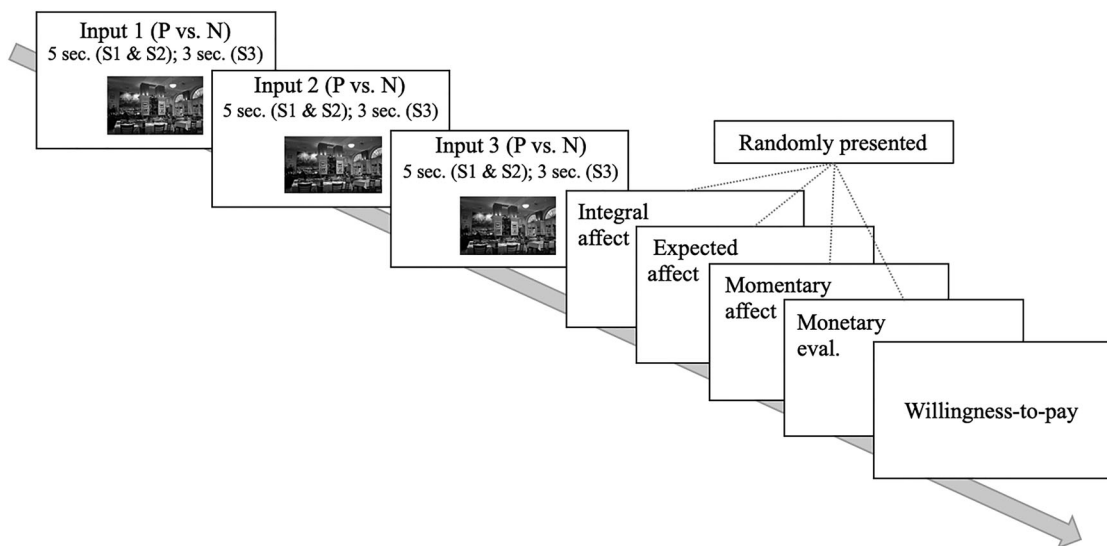 Input 1 (P vs. N)
5 sec. (S1 & S2); 3 sec. (S3)
Input 2 (P vs. N)
5 sec. (S1 & S2); 3 sec. (S3)
Input 3 (P vs. N)
5 sec. (S1 & S2); 3 sec. (S3)
Randomly presented
Integral
affect
Expected
affect
Momentary
affect
Monetary
eval.
Willingness-to-pay